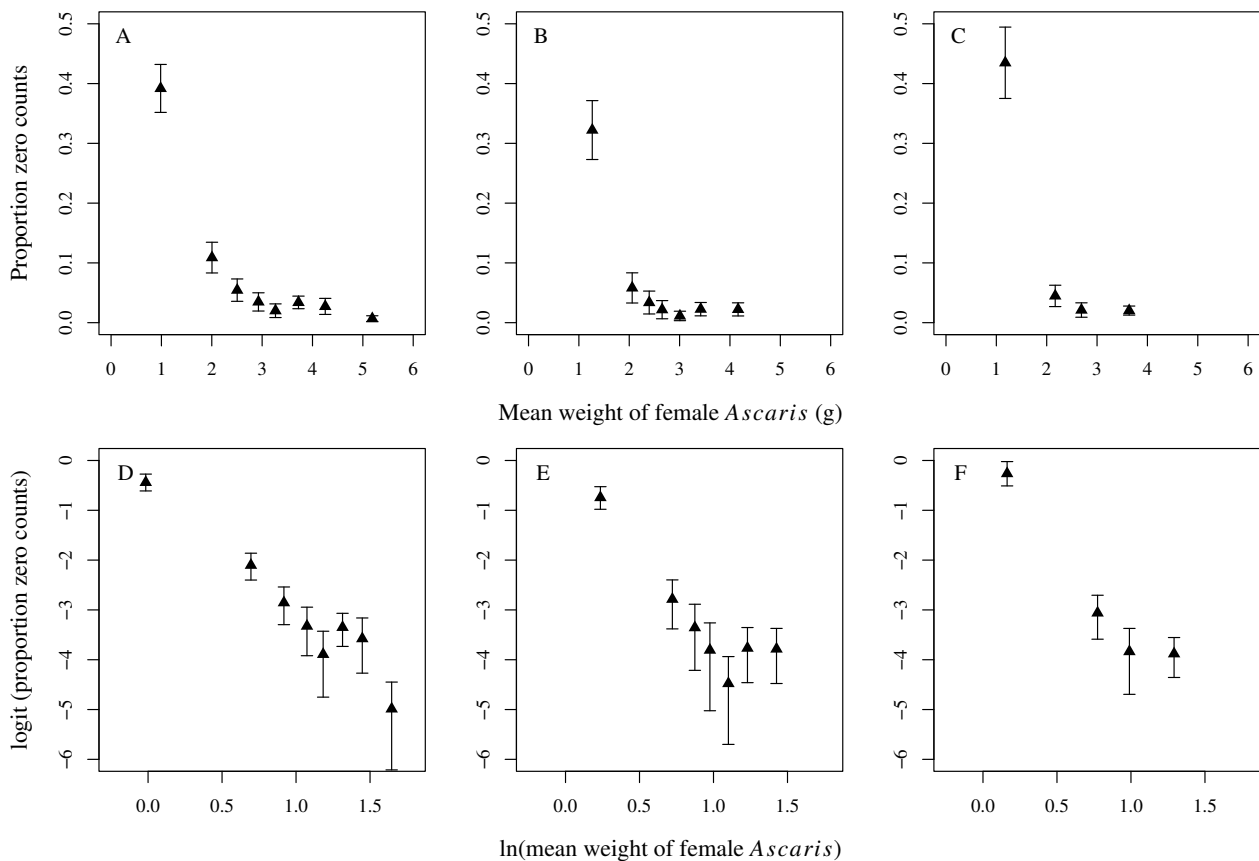 A
B
C
Proportion zero counts
0.0 0.1 0.2 0.3 0.4 0.5
0.0 0.1 0.2 0.3 0.4 0.5
0.0 0.1 0.2 0.3 0.4 0.5
0 1 2 3 4 5 6
0 1 2 3 4 5 6
0 1 2 3 4 5 6
Mean weight of female Ascaris (g)
D
E
F
logit (proportion zero counts)
−6 −5 −4 −3 −2 −1 0
−6 −5 −4 −3 −2 −1 0
−6 −5 −4 −3 −2 −1 0
0.0 0.5 1.0 1.5
0.0 0.5 1.0 1.5
0.0 0.5 1.0 1.5
ln(mean weight of female Ascaris)